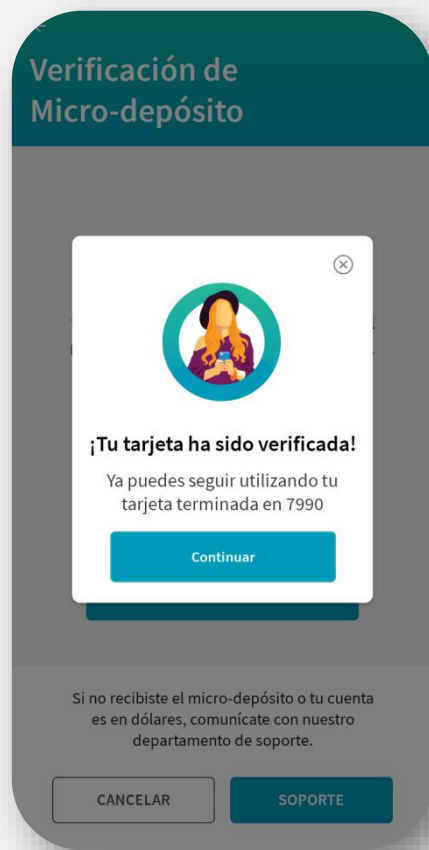 Verificación de
Micro-depósito
¡Tu tarjeta ha sido verificada!
Ya puedes seguir utilizando tu
tarjeta terminada en 7990
Continuar
Si no recibiste el micro-depósito o tu cuenta
es en dólares, comunícate con nuestro
departamento de soporte.
CANCELAR
SOPORTE